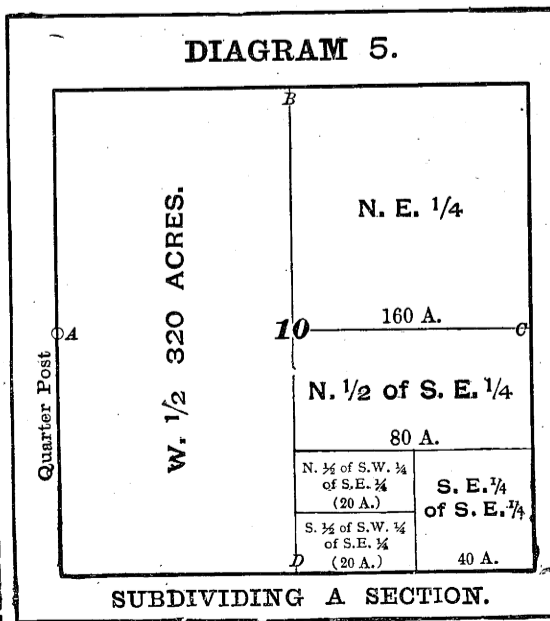 DIAGRAM 5.
B
N. E. 1/4
W. 1/2 320 ACRES.
160 A.
A
10
C
Quarter Post
N. 1/2 of S. E. 1/4
80 A.
N. ½ of S.W. ¼
of S.E. ¼
(20 A.)
S. E. 1/4
of S. E. 1/4
40 A.
S. ½ of S.W. ¼
of S.E. ¼
(20 A.)
D
SUBDIVIDING A SECTION.